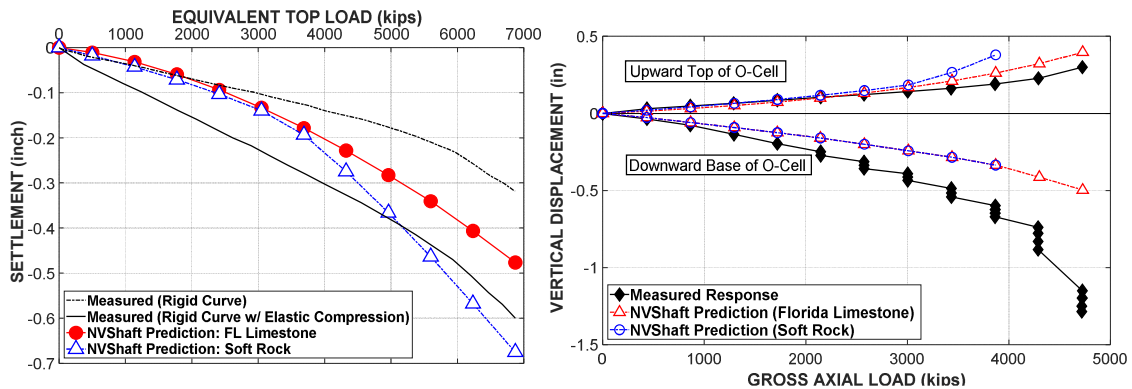 EQUIVALENT TOP LOAD (kips)
0 1000 2000 3000 4000 5000 6000 7000
SETTLEMENT (inch)
0
-0.1
-0.2
-0.3
-0.4
-0.5
-0.6
-0.7
Measured (Rigid Curve)
Measured (Rigid Curve w/ Elastic Compression)
NVShaft Prediction: FL Limestone
NVShaft Prediction: Soft Rock
VERTICAL DISPLACEMENT (in)
0.5
0
-0.5
-1
-1.5
Upward Top of O-Cell
Downward Base of O-Cell
Measured Response
NVShaft Prediction (Florida Limestone)
NVShaft Prediction (Soft Rock)
0 1000 2000 3000 4000 5000
GROSS AXIAL LOAD (kips)